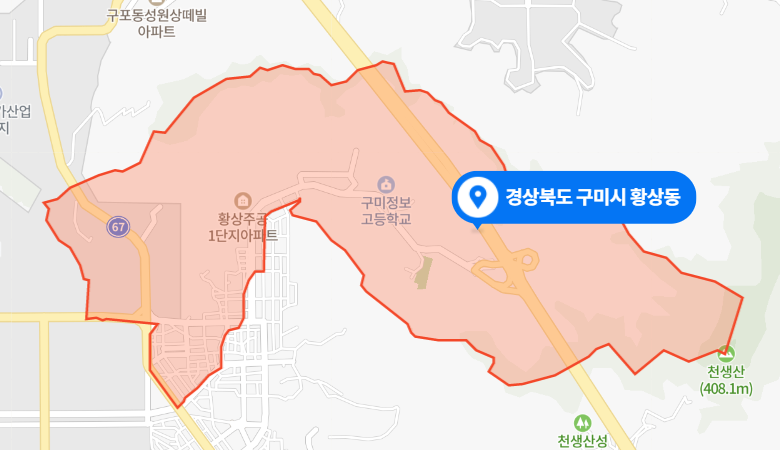 구포동성원상떼빌
아파트
가산업
지
경상북도 구미시 황상동
구미정보
고등학교
황상주공
1단지아파트
67
천생산
(408.1m)
천생산성